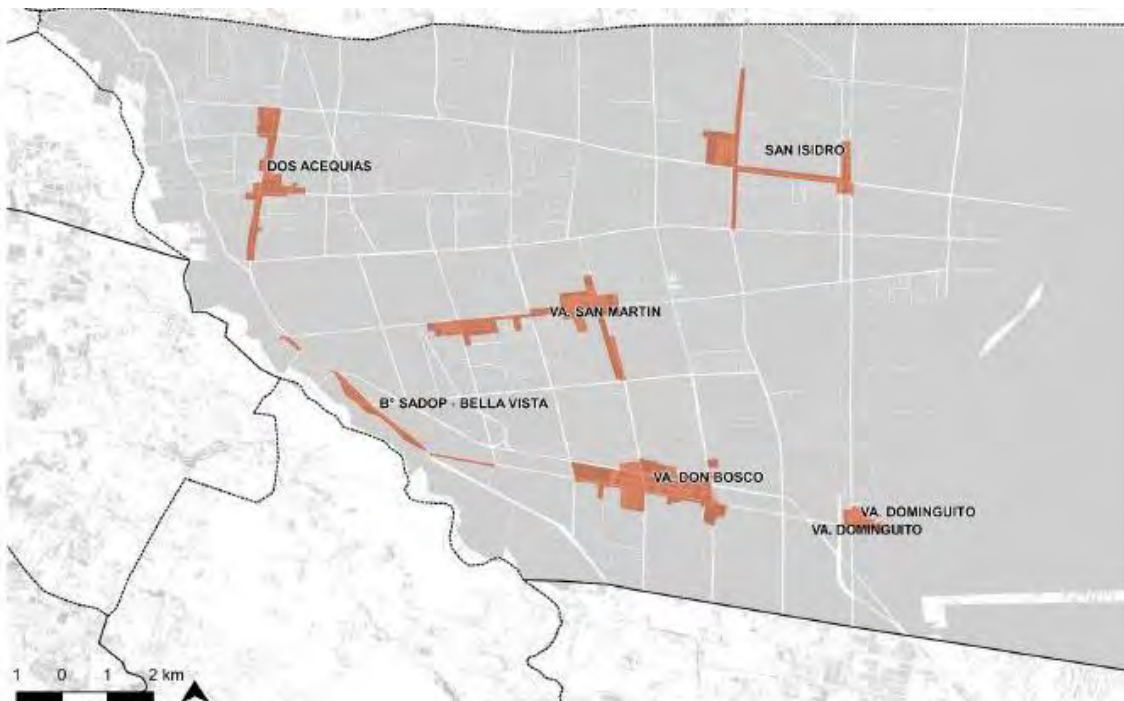 SAN ISIDRO
DOS ACEQUIAS
VA. SAN MARTIN
B° SADOP - BELLA VISTA
VA. DON BOSCO
VA. DOMINGUITO
VA. DOMINGUITO
1 0 1 2 km